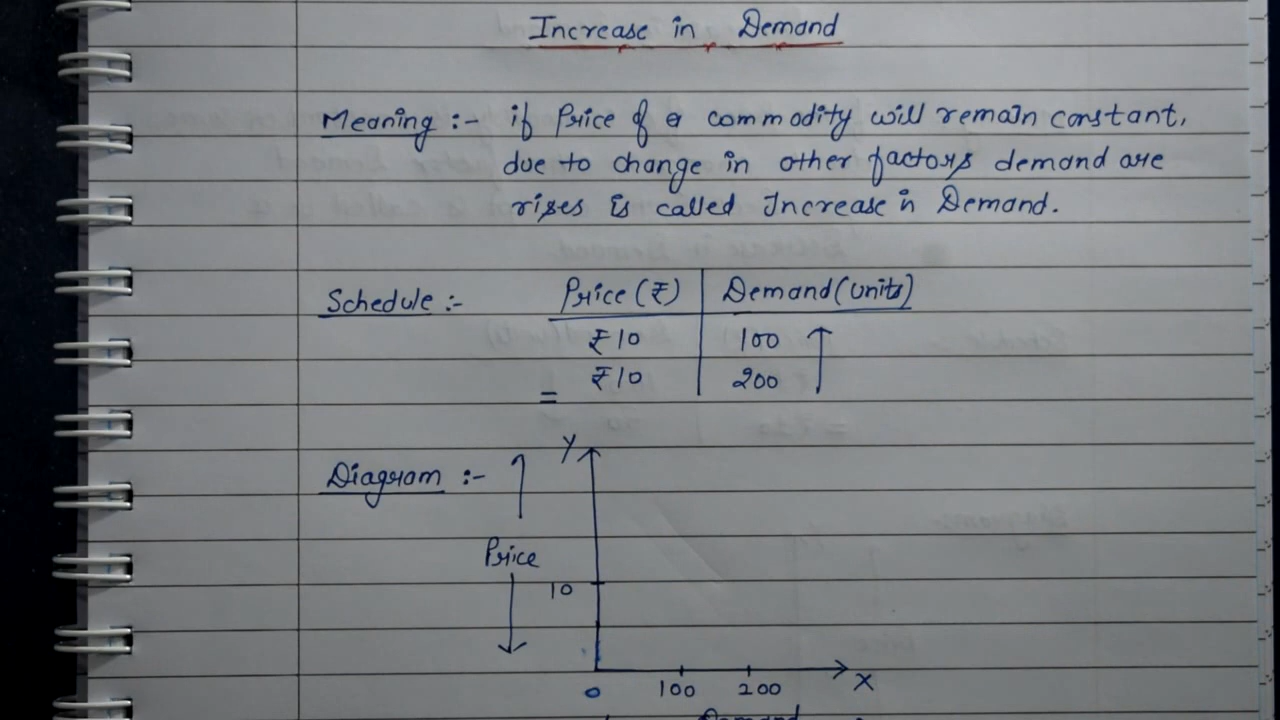 Increase in Demand
Meaning :- if Price of a commodity will remain constant,
due to change in other factors demand are
rises is called Increase in Demand.
Schedule :- Price (₹) Demand (Units)
₹10 100
₹10 200
=
Diagram :- Y
Price
10
0 100 200 X
Demand